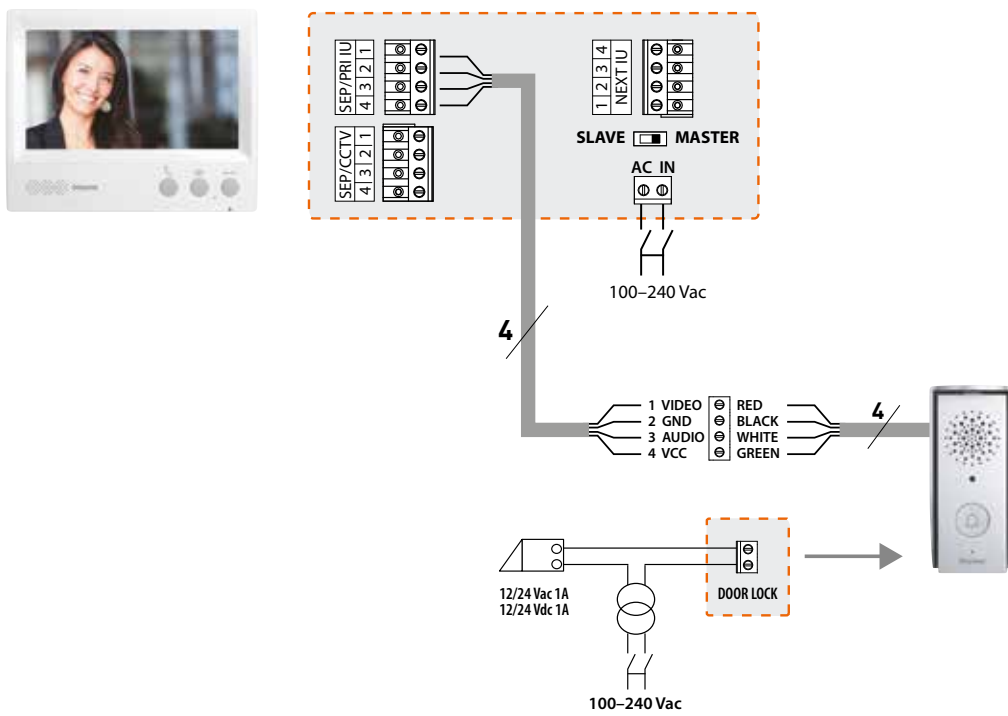 SEP/PRI IU
4 3 2 1
SEP/CCTV
4 3 2 1
1 2 3 4
NEXT IU
SLAVE MASTER
AC IN
100–240 Vac
4
1 VIDEO RED
2 GND BLACK
3 AUDIO WHITE
4 VCC GREEN
4
12/24 Vac 1A
12/24 Vdc 1A
DOOR LOCK
100–240 Vac